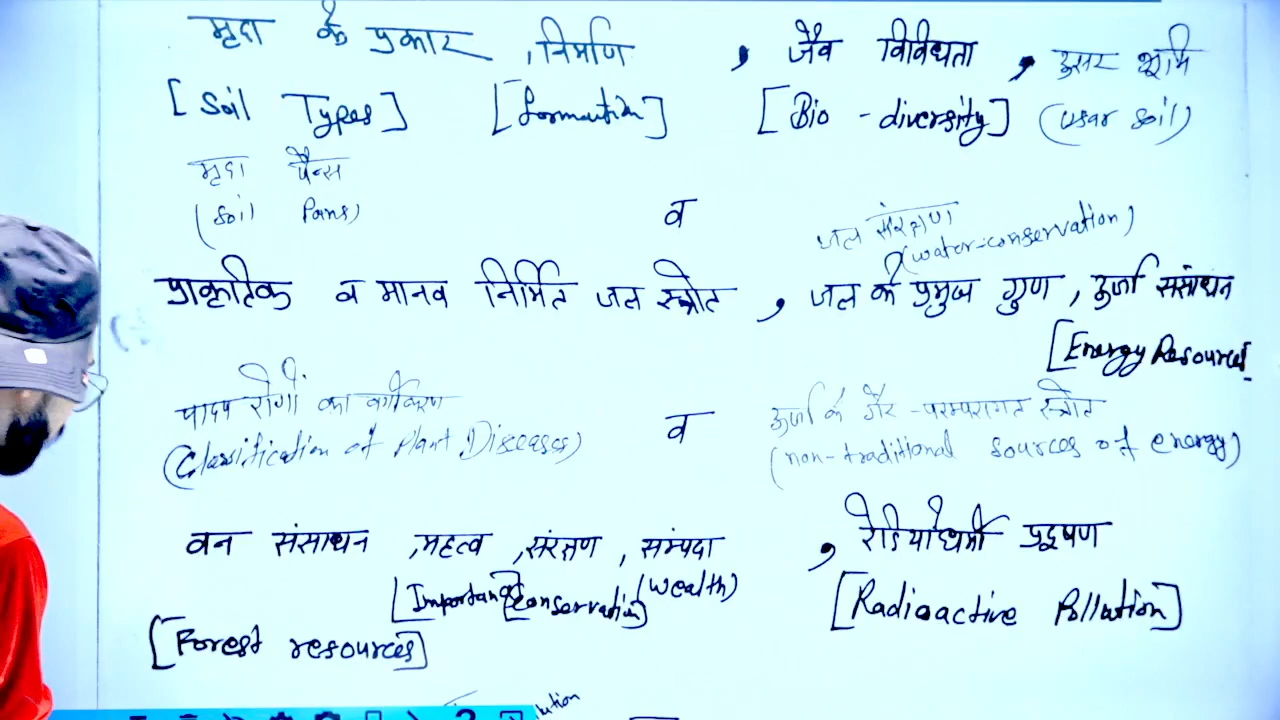 मृदा के प्रकार , निर्माण , जैव विविधता , ऊसर भूमि
[Soil Types] [formation] [Bio-diversity] (Usar Soil)
मृदा पैन्स
(Soil Pans) व जल संरक्षण
(water-conservation)
प्राकृतिक व मानव निर्मित जल स्त्रोत , जल के प्रमुख गुण , ऊर्जा संसाधन
[Energy Resources]
पादप रोगों का वर्गीकरण व ऊर्जा के गैर-परम्परागत स्त्रोत
(Classification of Plant Diseases) (non-traditional sources of energy)
वन संसाधन , महत्व , संरक्षण , सम्पदा , रेडियोधर्मी प्रदूषण
[Importance] [Conservation] (Wealth) [Radioactive Pollution]
[Forest resources]